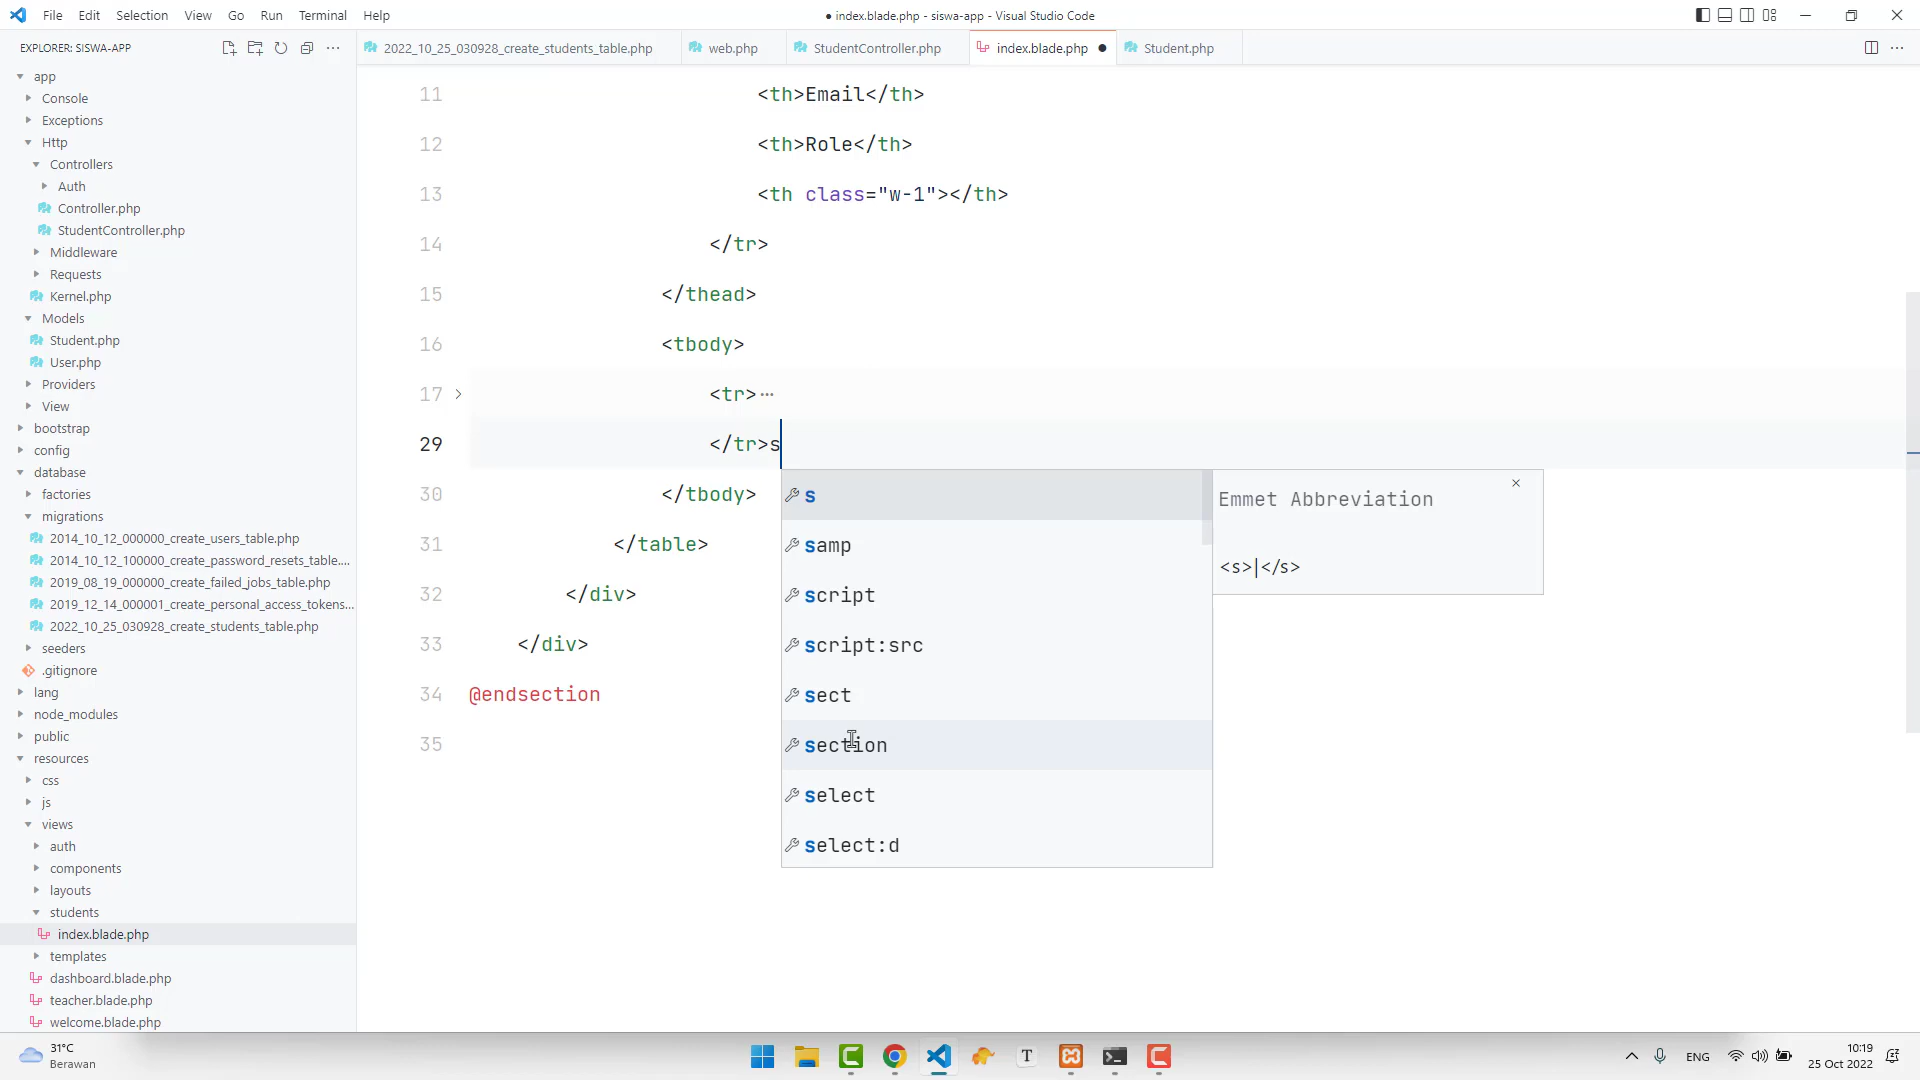 File Edit Selection View Go Run Terminal Help
● index.blade.php - siswa-app - Visual Studio Code
EXPLORER: SISWA-APP
2022_10_25_030928_create_students_table.php
web.php
StudentController.php
index.blade.php
Student.php
app
Console
Exceptions
Http
Controllers
Auth
Controller.php
StudentController.php
Middleware
Requests
Kernel.php
Models
Student.php
User.php
Providers
View
bootstrap
config
database
factories
migrations
2014_10_12_000000_create_users_table.php
2014_10_12_100000_create_password_resets_table....
2019_08_19_000000_create_failed_jobs_table.php
2019_12_14_000001_create_personal_access_tokens...
2022_10_25_030928_create_students_table.php
seeders
.gitignore
lang
node_modules
public
resources
css
js
views
auth
components
layouts
students
index.blade.php
templates
dashboard.blade.php
teacher.blade.php
welcome.blade.php
11 <th>Email</th>
12 <th>Role</th>
13 <th class="w-1"></th>
14 </tr>
15 </thead>
16 <tbody>
17 <tr>···
29 </tr>s
30 </tbody>
31 </table>
32 </div>
33 </div>
34 @endsection
35
s
samp
script
script:src
sect
section
select
select:d
Emmet Abbreviation
<s>|</s>
31°C
Berawan
T
ENG
10:19
25 Oct 2022